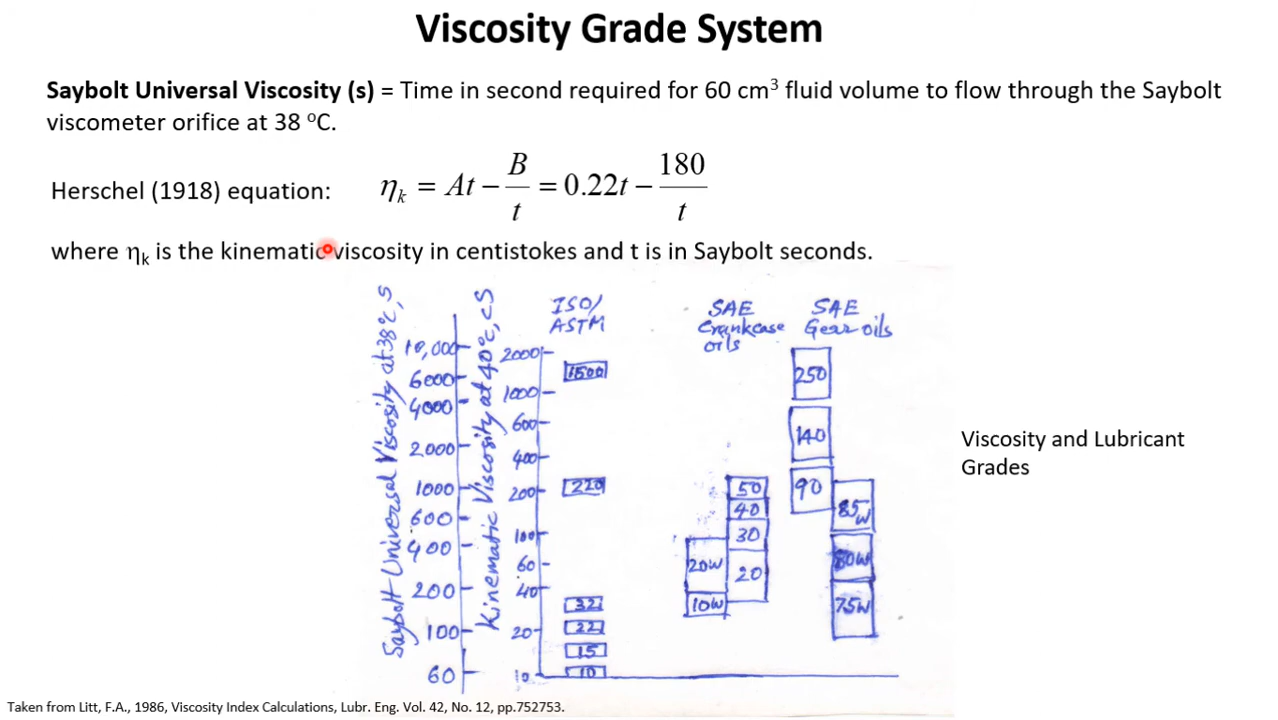 Viscosity Grade System
Saybolt Universal Viscosity (s) = Time in second required for 60 cm³ fluid volume to flow through the Saybolt
viscometer orifice at 38 ºC.
Herschel (1918) equation: ηk = At − B/t = 0.22t − 180/t
where ηk is the kinematic viscosity in centistokes and t is in Saybolt seconds.
Saybolt Universal Viscosity at 38°C, S
10,000
6000
4000
2,000
1000
600
400
200
100
60
Kinematic Viscosity at 40°C, CS
2000
1000
600
400
200
100
60
40
20
10
ISO/
ASTM
1500
220
32
22
15
10
SAE
Crankcase
oils
50
40
30
20
20W
10W
SAE
Gear oils
250
140
90
85W
80W
75W
Viscosity and Lubricant
Grades
Taken from Litt, F.A., 1986, Viscosity Index Calculations, Lubr. Eng. Vol. 42, No. 12, pp.752753.